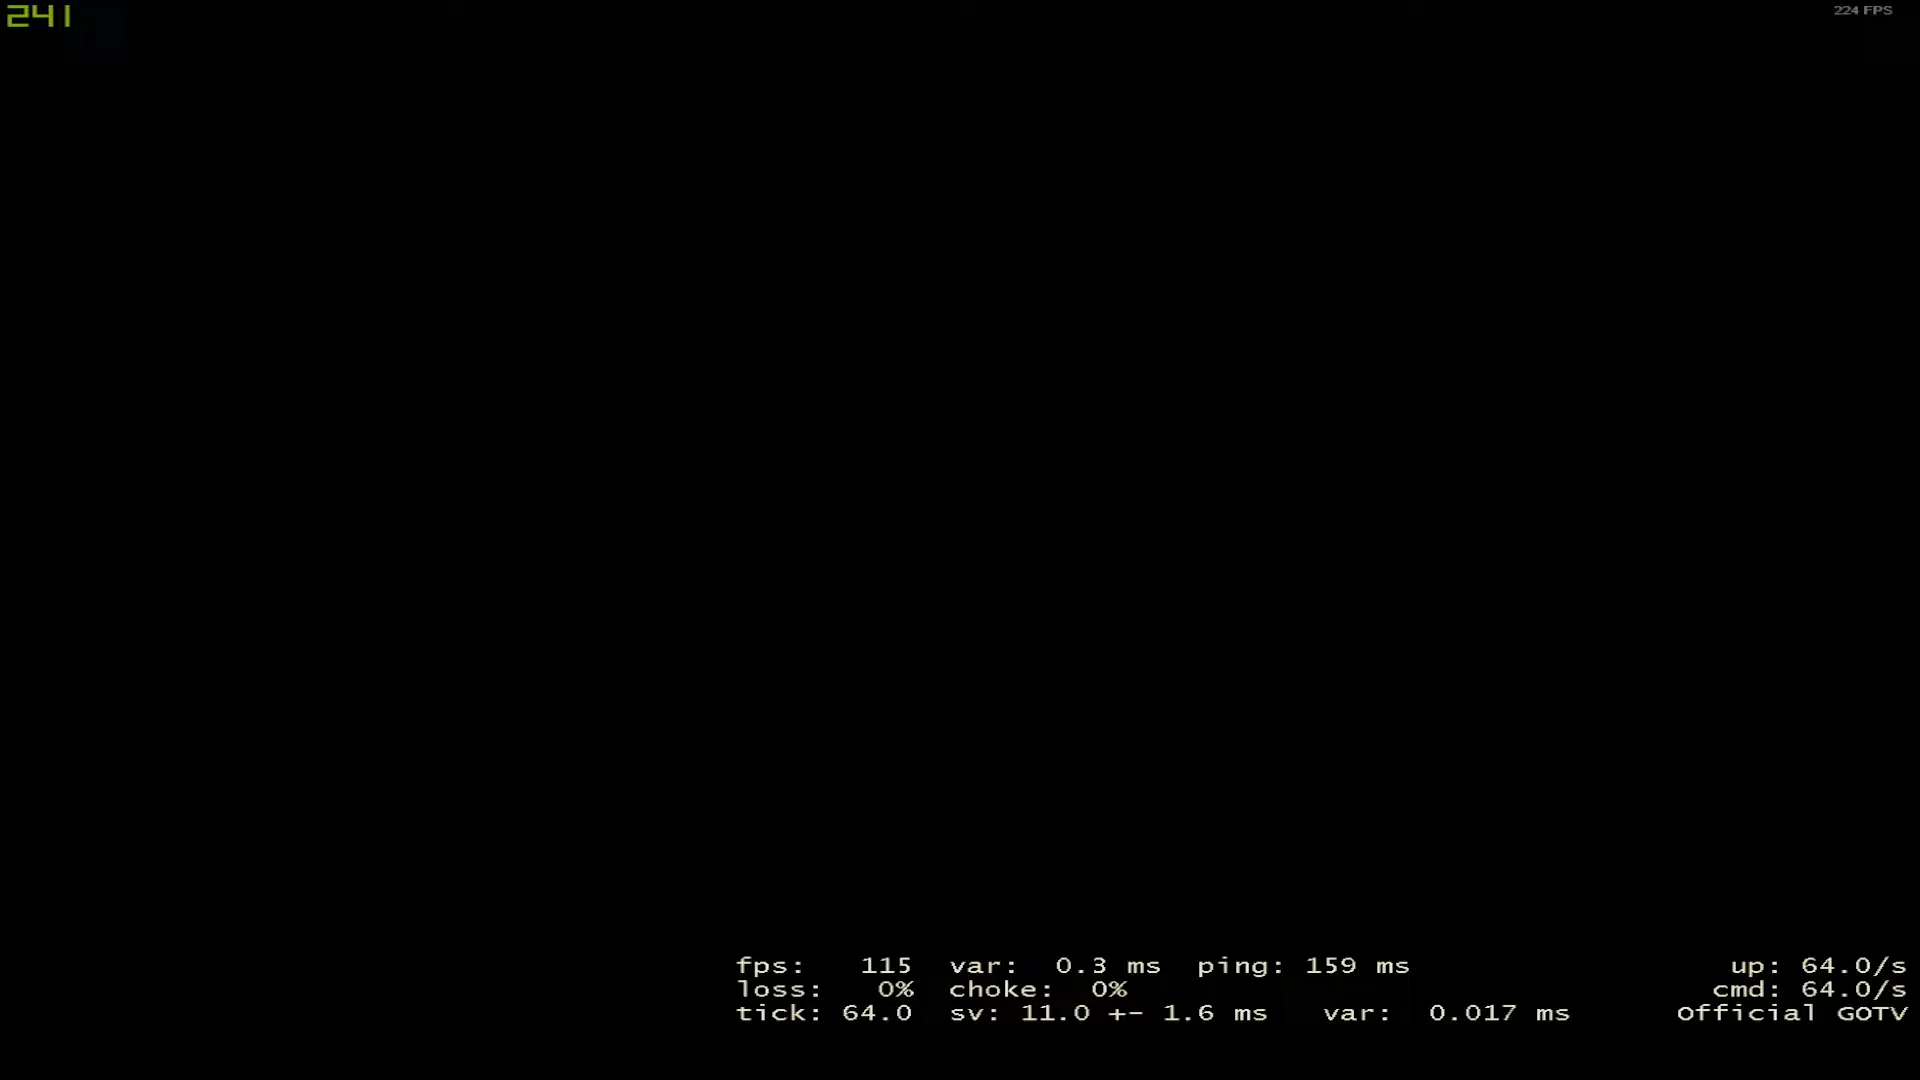 241
224 FPS
fps: 115 var: 0.3 ms ping: 159 ms up: 64.0/s
loss: 0% choke: 0% cmd: 64.0/s
tick: 64.0 sv: 11.0 +- 1.6 ms var: 0.017 ms Official GOTV